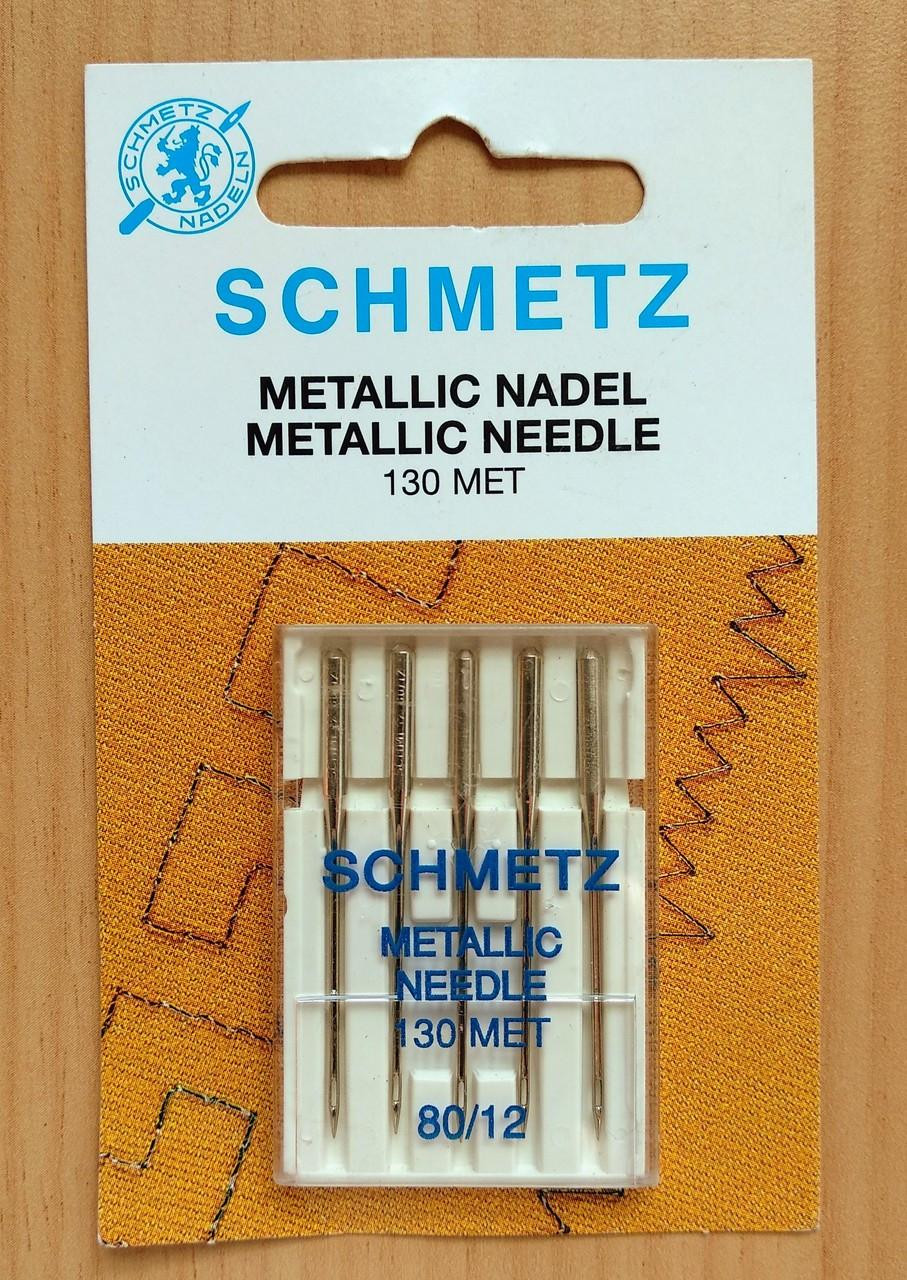 SCHMETZ
NADELN
SCHMETZ
METALLIC NADEL
METALLIC NEEDLE
130 MET
SCHMETZ
METALLIC
NEEDLE
130 MET
80/12